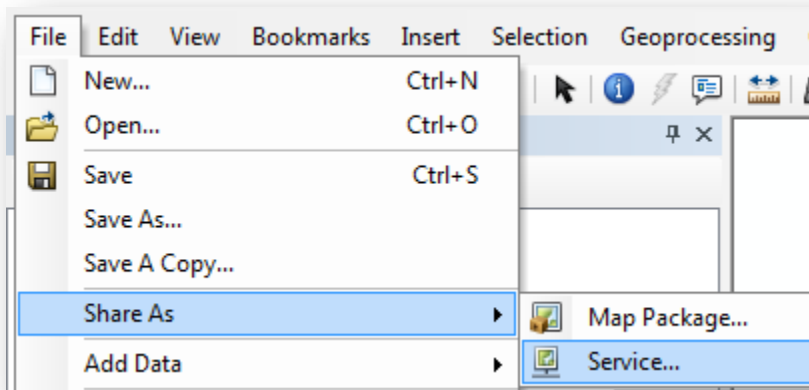 File Edit View Bookmarks Insert Selection Geoprocessing
New... Ctrl+N
Open... Ctrl+O
Save Ctrl+S
Save As...
Save A Copy...
Share As
Map Package...
Add Data
Service...